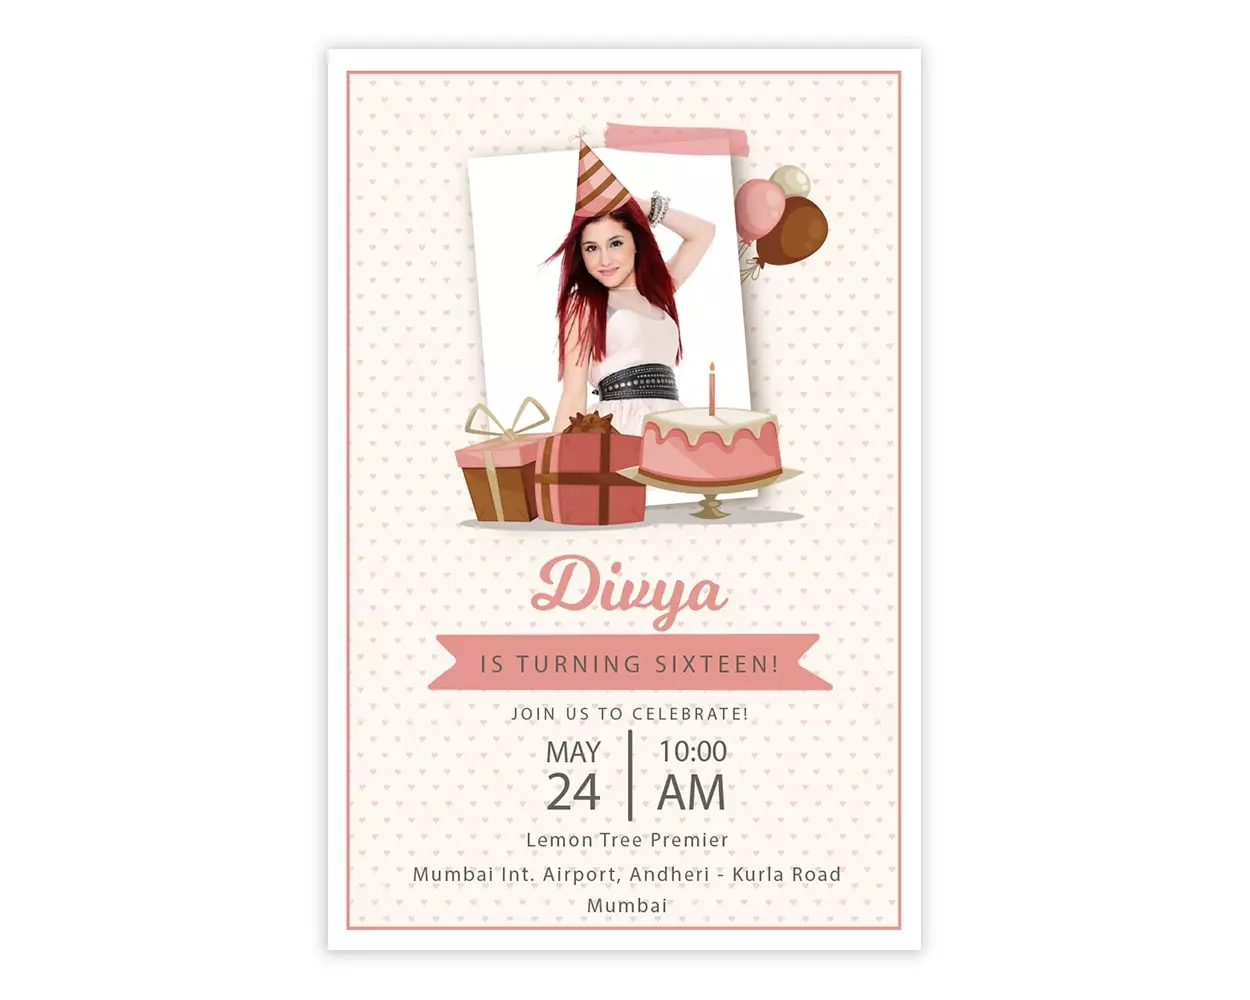 Divya
IS TURNING SIXTEEN!
JOIN US TO CELEBRATE!
MAY 24 | 10:00 AM
Lemon Tree Premier
Mumbai Int. Airport, Andheri - Kurla Road
Mumbai